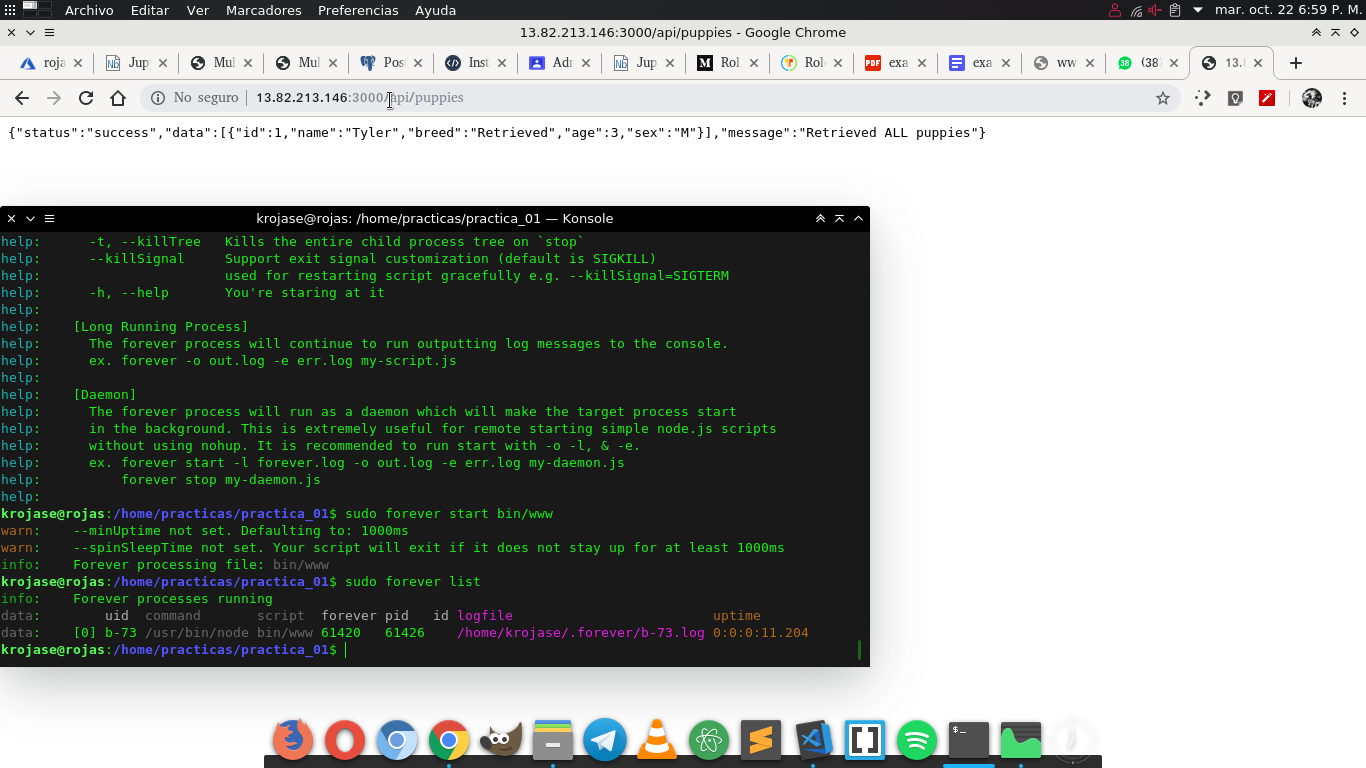 Archivo Editar Ver Marcadores Preferencias Ayuda mar. oct. 22 6:59 P. M.
13.82.213.146:3000/api/puppies - Google Chrome
roja Jup Mul Mul Pos Inst Adr Jup Rol Rol exa exa ww (38 13.
No seguro 13.82.213.146:3000/api/puppies
{"status":"success","data":[{"id":1,"name":"Tyler","breed":"Retrieved","age":3,"sex":"M"}],"message":"Retrieved ALL puppies"}
krojase@rojas: /home/practicas/practica_01 — Konsole
help:      -t, --killTree   Kills the entire child process tree on `stop`
help:      --killSignal     Support exit signal customization (default is SIGKILL)
help:                       used for restarting script gracefully e.g. --killSignal=SIGTERM
help:      -h, --help       You're staring at it
help:
help:    [Long Running Process]
help:      The forever process will continue to run outputting log messages to the console.
help:      ex. forever -o out.log -e err.log my-script.js
help:
help:    [Daemon]
help:      The forever process will run as a daemon which will make the target process start
help:      in the background. This is extremely useful for remote starting simple node.js scripts
help:      without using nohup. It is recommended to run start with -o -l, & -e.
help:      ex. forever start -l forever.log -o out.log -e err.log my-daemon.js
help:          forever stop my-daemon.js
help:
krojase@rojas:/home/practicas/practica_01$ sudo forever start bin/www
warn:    --minUptime not set. Defaulting to: 1000ms
warn:    --spinSleepTime not set. Your script will exit if it does not stay up for at least 1000ms
info:    Forever processing file: bin/www
krojase@rojas:/home/practicas/practica_01$ sudo forever list
info:    Forever processes running
data:        uid  command       script  forever pid   id logfile                         uptime
data:    [0] b-73 /usr/bin/node bin/www 61420   61426    /home/krojase/.forever/b-73.log 0:0:0:11.204
krojase@rojas:/home/practicas/practica_01$